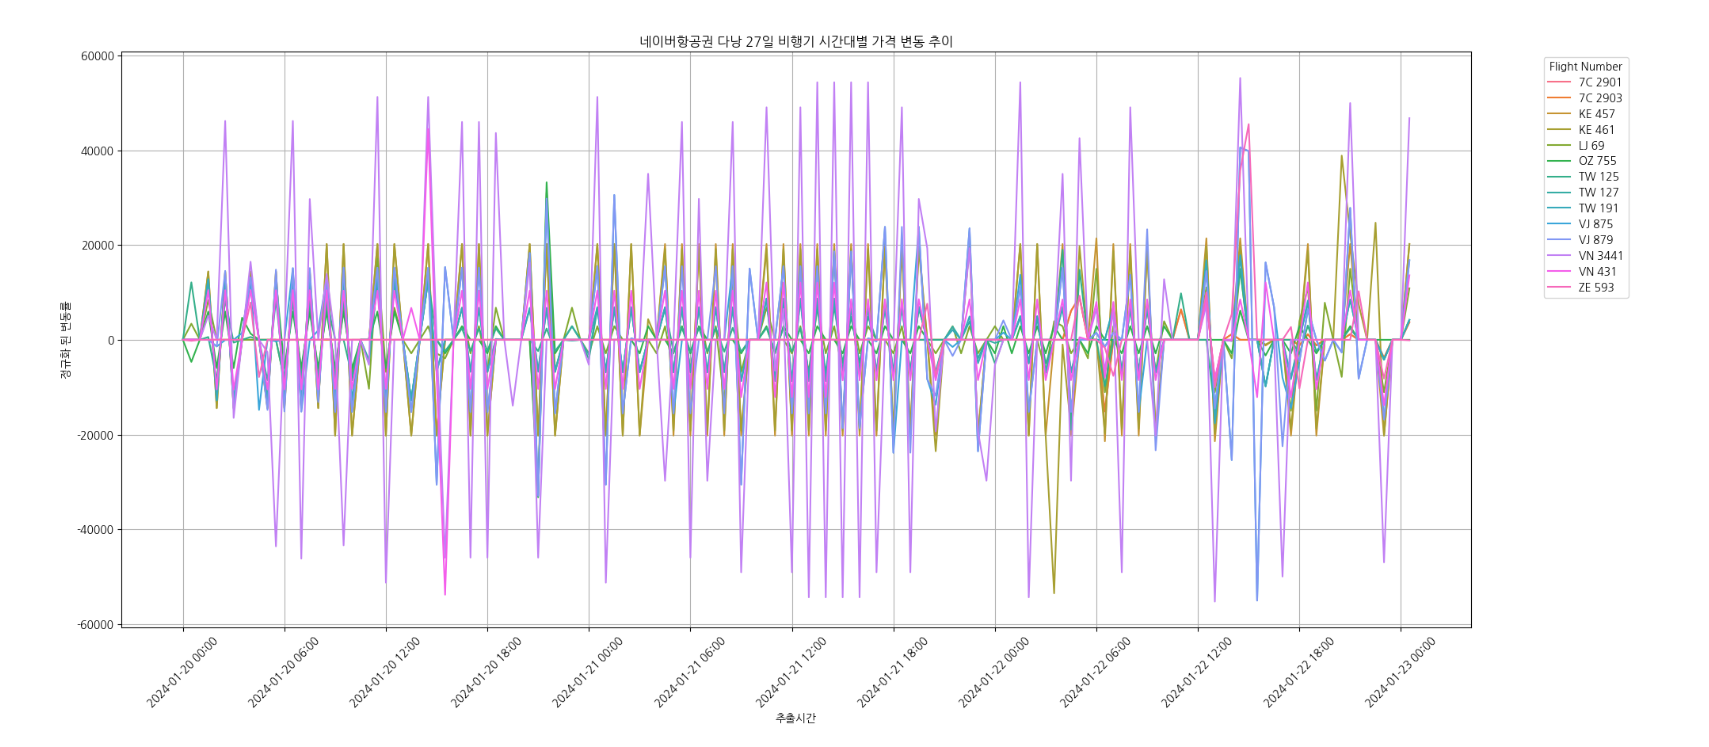 네이버항공권 다낭 27일 비행기 시간대별 가격 변동 추이
60000
40000
20000
0
-20000
-40000
-60000
정규화 된 변동률
2024-01-20 00:00
2024-01-20 06:00
2024-01-20 12:00
2024-01-20 18:00
2024-01-21 00:00
2024-01-21 06:00
2024-01-21 12:00
2024-01-21 18:00
2024-01-22 00:00
2024-01-22 06:00
2024-01-22 12:00
2024-01-22 18:00
2024-01-23 00:00
추출시간
Flight Number
7C 2901
7C 2903
KE 457
KE 461
LJ 69
OZ 755
TW 125
TW 127
TW 191
VJ 875
VJ 879
VN 3441
VN 431
ZE 593